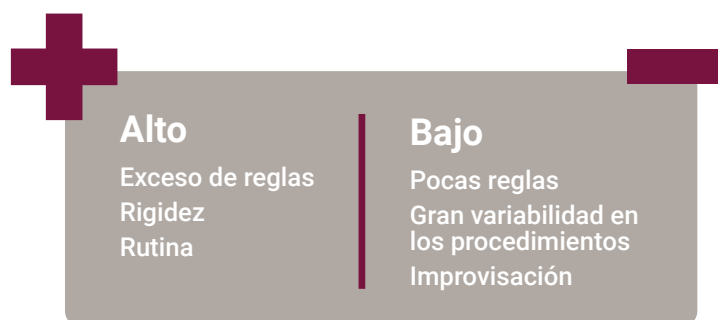 Alto
Exceso de reglas
Rigidez
Rutina
Bajo
Pocas reglas
Gran variabilidad en
los procedimientos
Improvisación